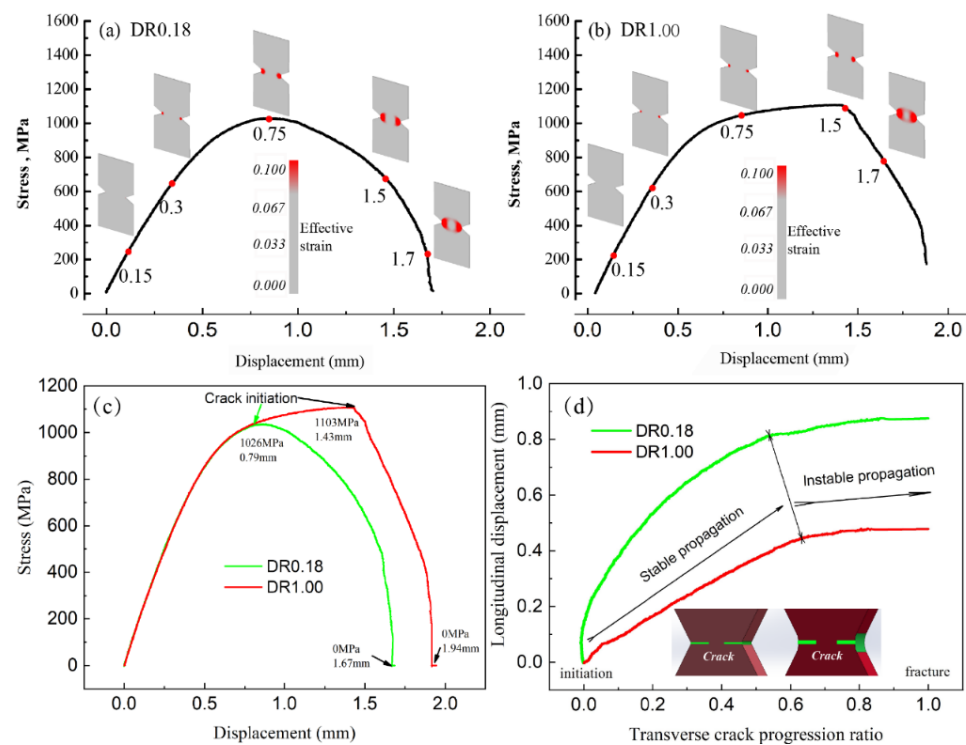 (a) DR0.18
Stress , MPa
1600
1400
1200
1000
800
600
400
200
0
0.15
0.3
0.75
1.5
1.7
0.100
0.067
0.033
0.000
Effective
strain
0.0
0.5
1.0
1.5
2.0
Displacement (mm)
(b) DR1.00
Stress, MPa
1600
1400
1200
1000
800
600
400
200
0
0.15
0.3
0.75
1.5
1.7
0.100
0.067
0.033
0.000
Effective
strain
0.0
0.5
1.0
1.5
2.0
Displacement (mm)
(c)
Stress (MPa)
1200
1000
800
600
400
200
0
Crack initiation
1026MPa
0.79mm
1103MPa
1.43mm
DR0.18
DR1.00
0MPa
1.67mm
0MPa
1.94mm
0.0
0.5
1.0
1.5
2.0
Displacement (mm)
(d)
Longitudinal displacement (mm)
1.0
0.8
0.6
0.4
0.2
0.0
DR0.18
DR1.00
Stable propagation
Instable propagation
Crack
Crack
initiation
fracture
0.0
0.2
0.4
0.6
0.8
1.0
Transverse crack progression ratio